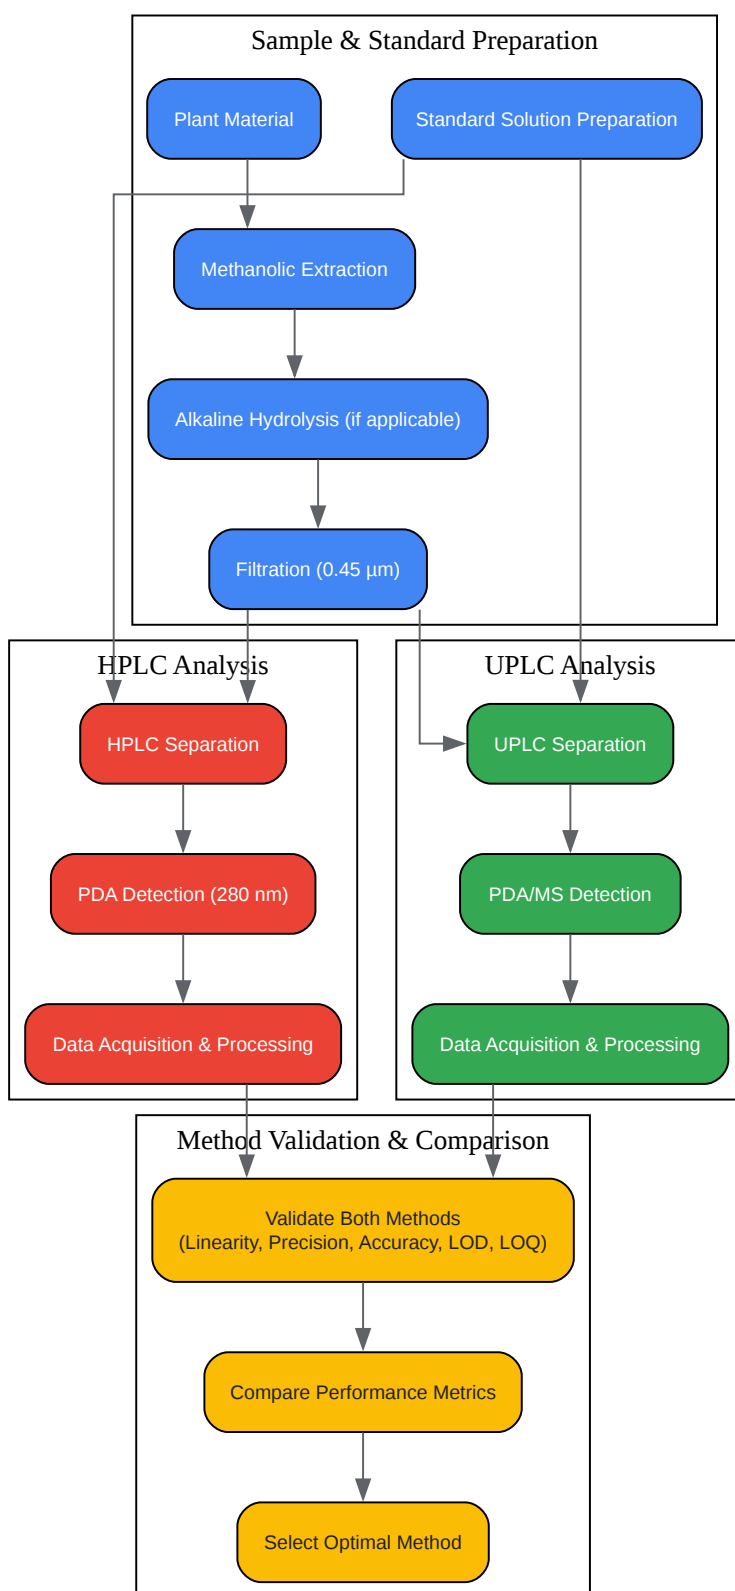 Sample & Standard Preparation
Plant Material
Standard Solution Preparation
Methanolic Extraction
Alkaline Hydrolysis (if applicable)
Filtration (0.45 µm)
HPLC Analysis
UPLC Analysis
HPLC Separation
UPLC Separation
PDA Detection (280 nm)
PDA/MS Detection
Data Acquisition & Processing
Data Acquisition & Processing
Method Validation & Comparison
Validate Both Methods
(Linearity, Precision, Accuracy, LOD, LOQ)
Compare Performance Metrics
Select Optimal Method